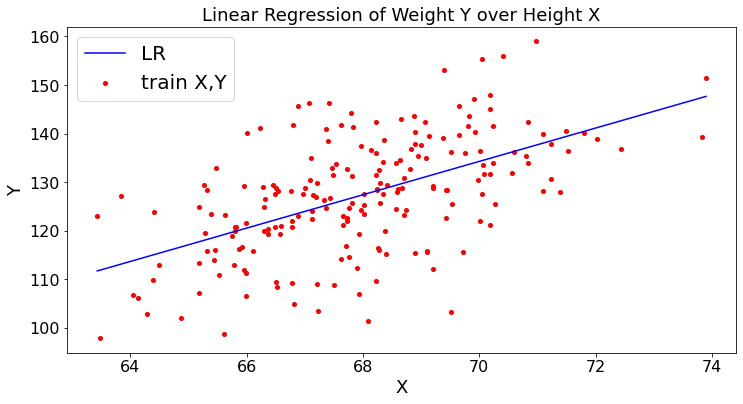 Linear Regression of Weight Y over Height X
LR
train X,Y
160
150
140
130
120
110
100
Y
64
66
68
70
72
74
X